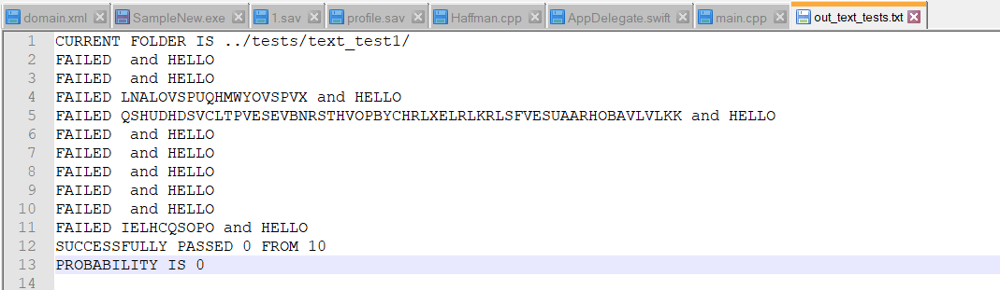 domain.xml SampleNew.exe 1.sav profile.sav Haffman.cpp AppDelegate.swift main.cpp out_text_tests.txt
1 CURRENT FOLDER IS ../tests/text_test1/
2 FAILED  and HELLO
3 FAILED  and HELLO
4 FAILED LNALOVSPUQHMWYOVSPVX and HELLO
5 FAILED QSHUDHDSVCLTPVESEVBNRSTHVOPBYCHRLXELRLKRLSFVESUAARHOBAVLVLKK and HELLO
6 FAILED  and HELLO
7 FAILED  and HELLO
8 FAILED  and HELLO
9 FAILED  and HELLO
10 FAILED  and HELLO
11 FAILED IELHCQSOPO and HELLO
12 SUCCESSFULLY PASSED 0 FROM 10
13 PROBABILITY IS 0
14